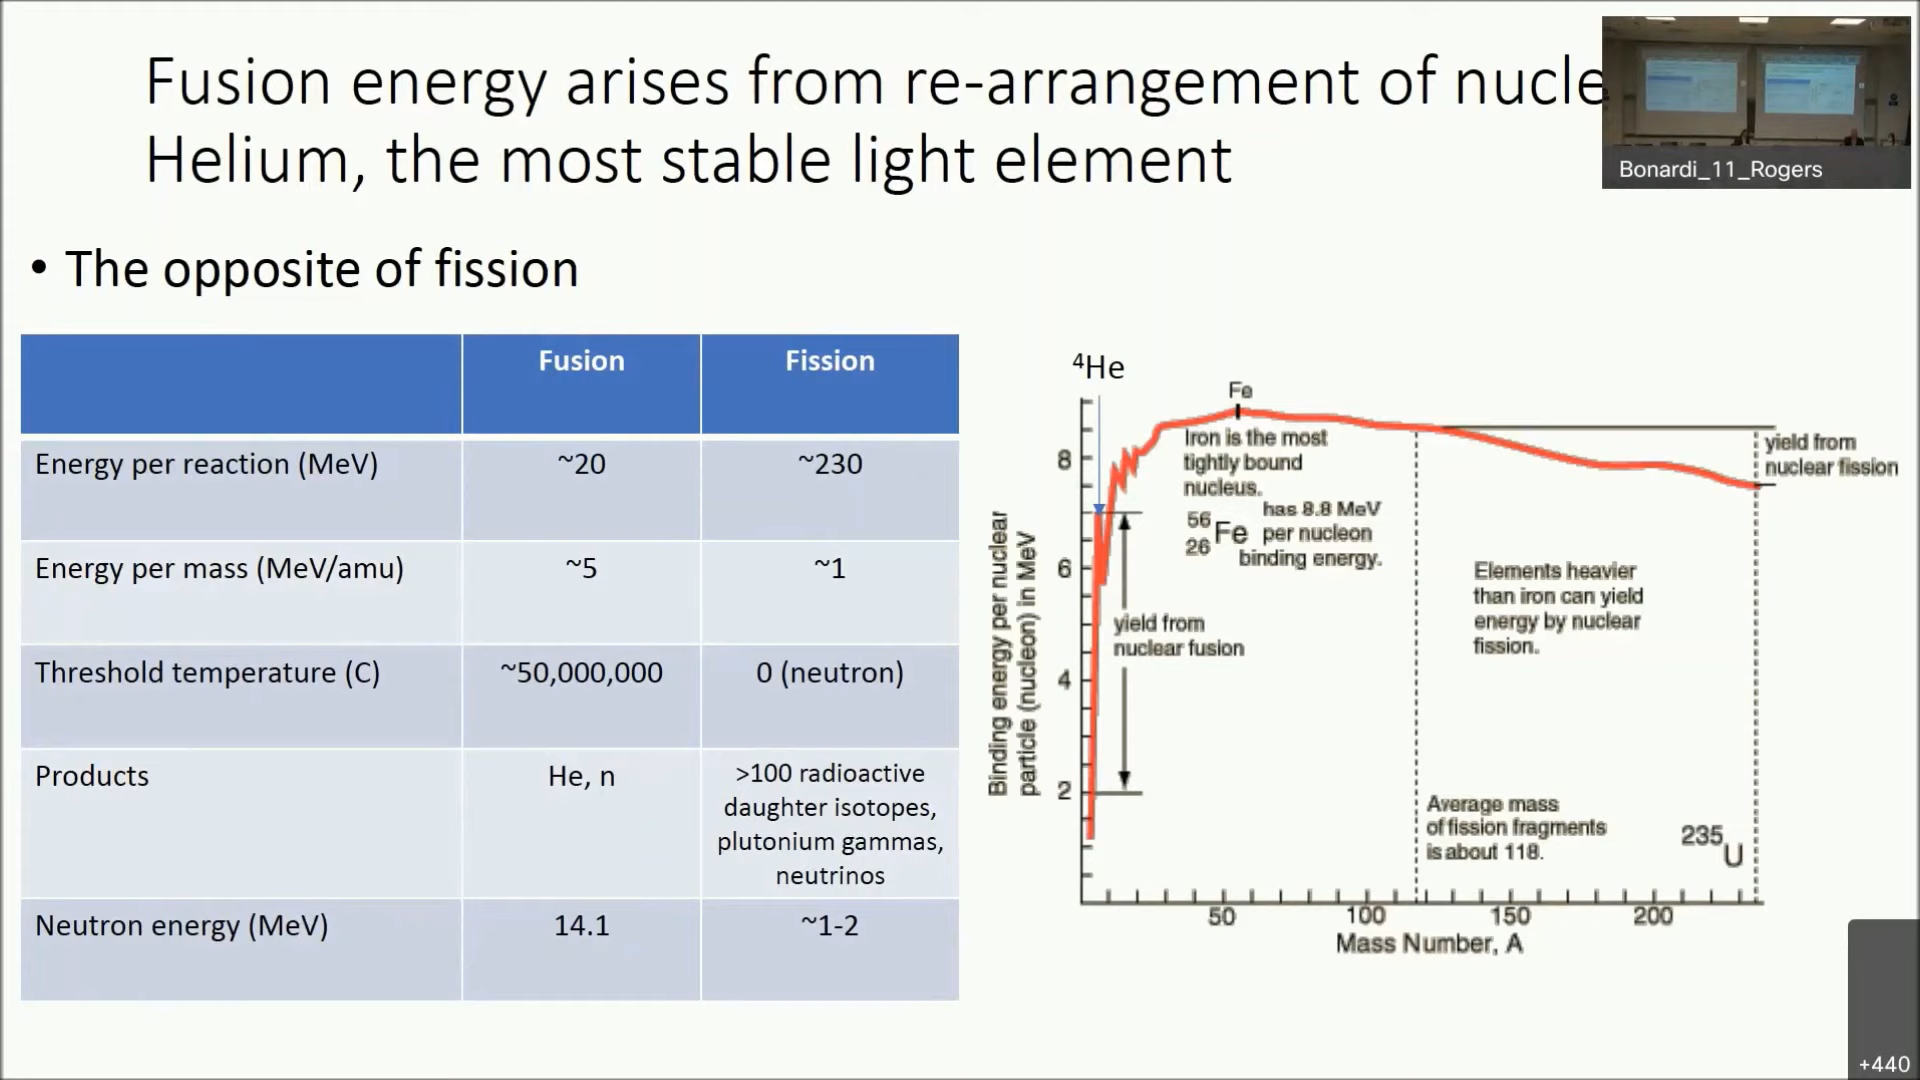 Fusion energy arises from re-arrangement of nucle
Helium, the most stable light element
Bonardi_11_Rogers
• The opposite of fission
Fusion
Fission
Energy per reaction (MeV)
~20
~230
Energy per mass (MeV/amu)
~5
~1
Threshold temperature (C)
~50,000,000
0 (neutron)
Products
He, n
>100 radioactive
daughter isotopes,
plutonium gammas,
neutrinos
Neutron energy (MeV)
14.1
~1-2
⁴He
Fe
Iron is the most
tightly bound
nucleus.
56
26
Fe
has 8.8 MeV
per nucleon
binding energy.
yield from
nuclear fission
yield from
nuclear fusion
Elements heavier
than iron can yield
energy by nuclear
fission.
Average mass
of fission fragments
is about 118.
235
U
Binding energy per nuclear
particle (nucleon) in MeV
8
6
4
2
50
100
150
200
Mass Number, A
+440